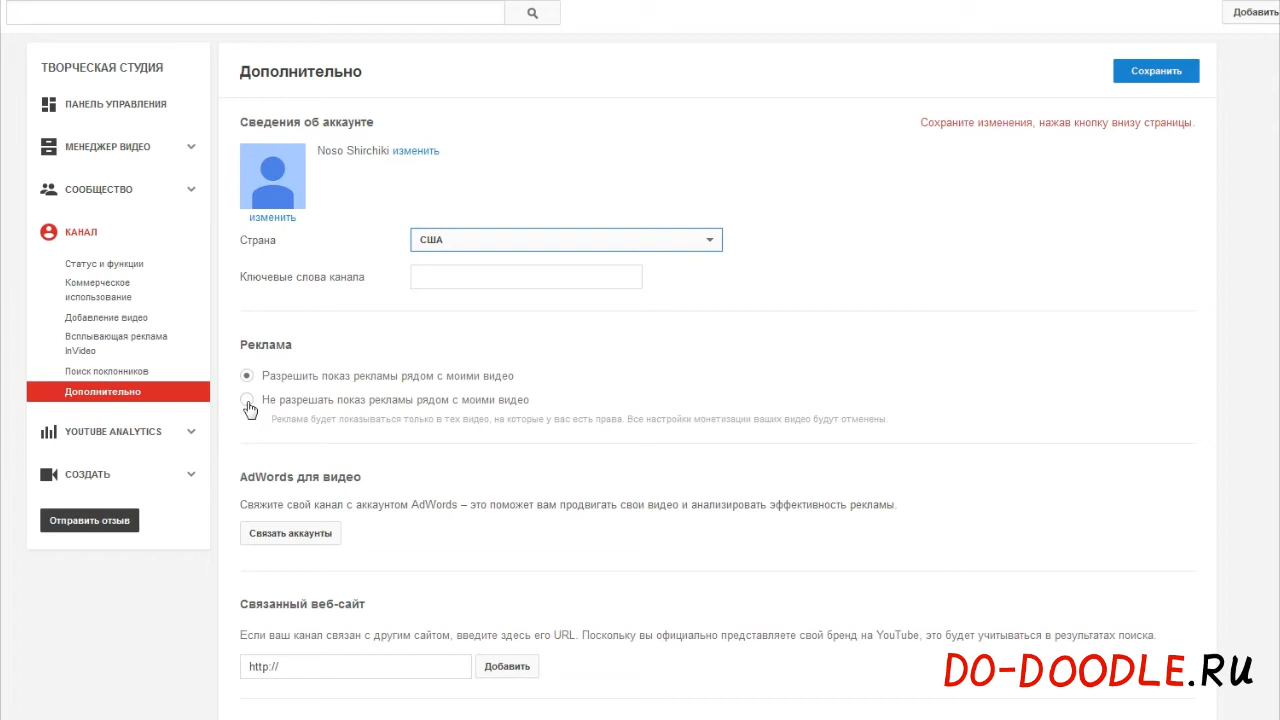 Добавить
ТВОРЧЕСКАЯ СТУДИЯ
ПАНЕЛЬ УПРАВЛЕНИЯ
МЕНЕДЖЕР ВИДЕО
СООБЩЕСТВО
КАНАЛ
Статус и функции
Коммерческое
использование
Добавление видео
Всплывающая реклама
InVideo
Поиск поклонников
Дополнительно
YOUTUBE ANALYTICS
СОЗДАТЬ
Отправить отзыв
Дополнительно
Сохранить
Сведения об аккаунте
Сохраните изменения, нажав кнопку внизу страницы.
Noso Shirchiki изменить
изменить
Страна
США
Ключевые слова канала
Реклама
Разрешить показ рекламы рядом с моими видео
Не разрешать показ рекламы рядом с моими видео
Реклама будет показываться только в тех видео, на которые у вас есть права. Все настройки монетизации ваших видео будут отменены.
AdWords для видео
Свяжите свой канал с аккаунтом AdWords – это поможет вам продвигать свои видео и анализировать эффективность рекламы.
Связать аккаунты
Связанный веб-сайт
Если ваш канал связан с другим сайтом, введите здесь его URL. Поскольку вы официально представляете свой бренд на YouTube, это будет учитываться в результатах поиска.
http://
Добавить
DO-DOODLE.RU